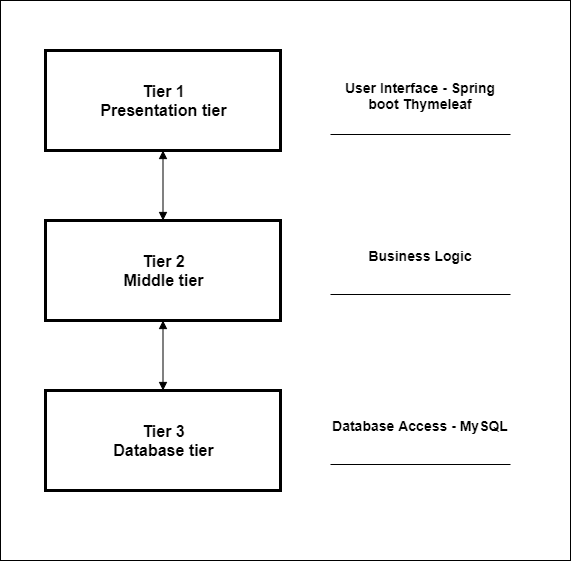 Tier 1
Presentation tier
User Interface - Spring
boot Thymeleaf
Tier 2
Middle tier
Business Logic
Tier 3
Database tier
Database Access - MySQL